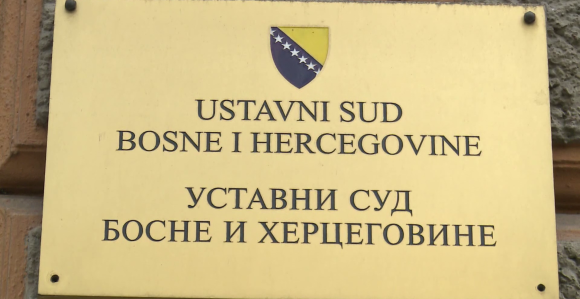 USTAVNI SUD
BOSNE I HERCEGOVINE
УСТАВНИ СУД
БОСНЕ И ХЕРЦЕГОВИНЕ